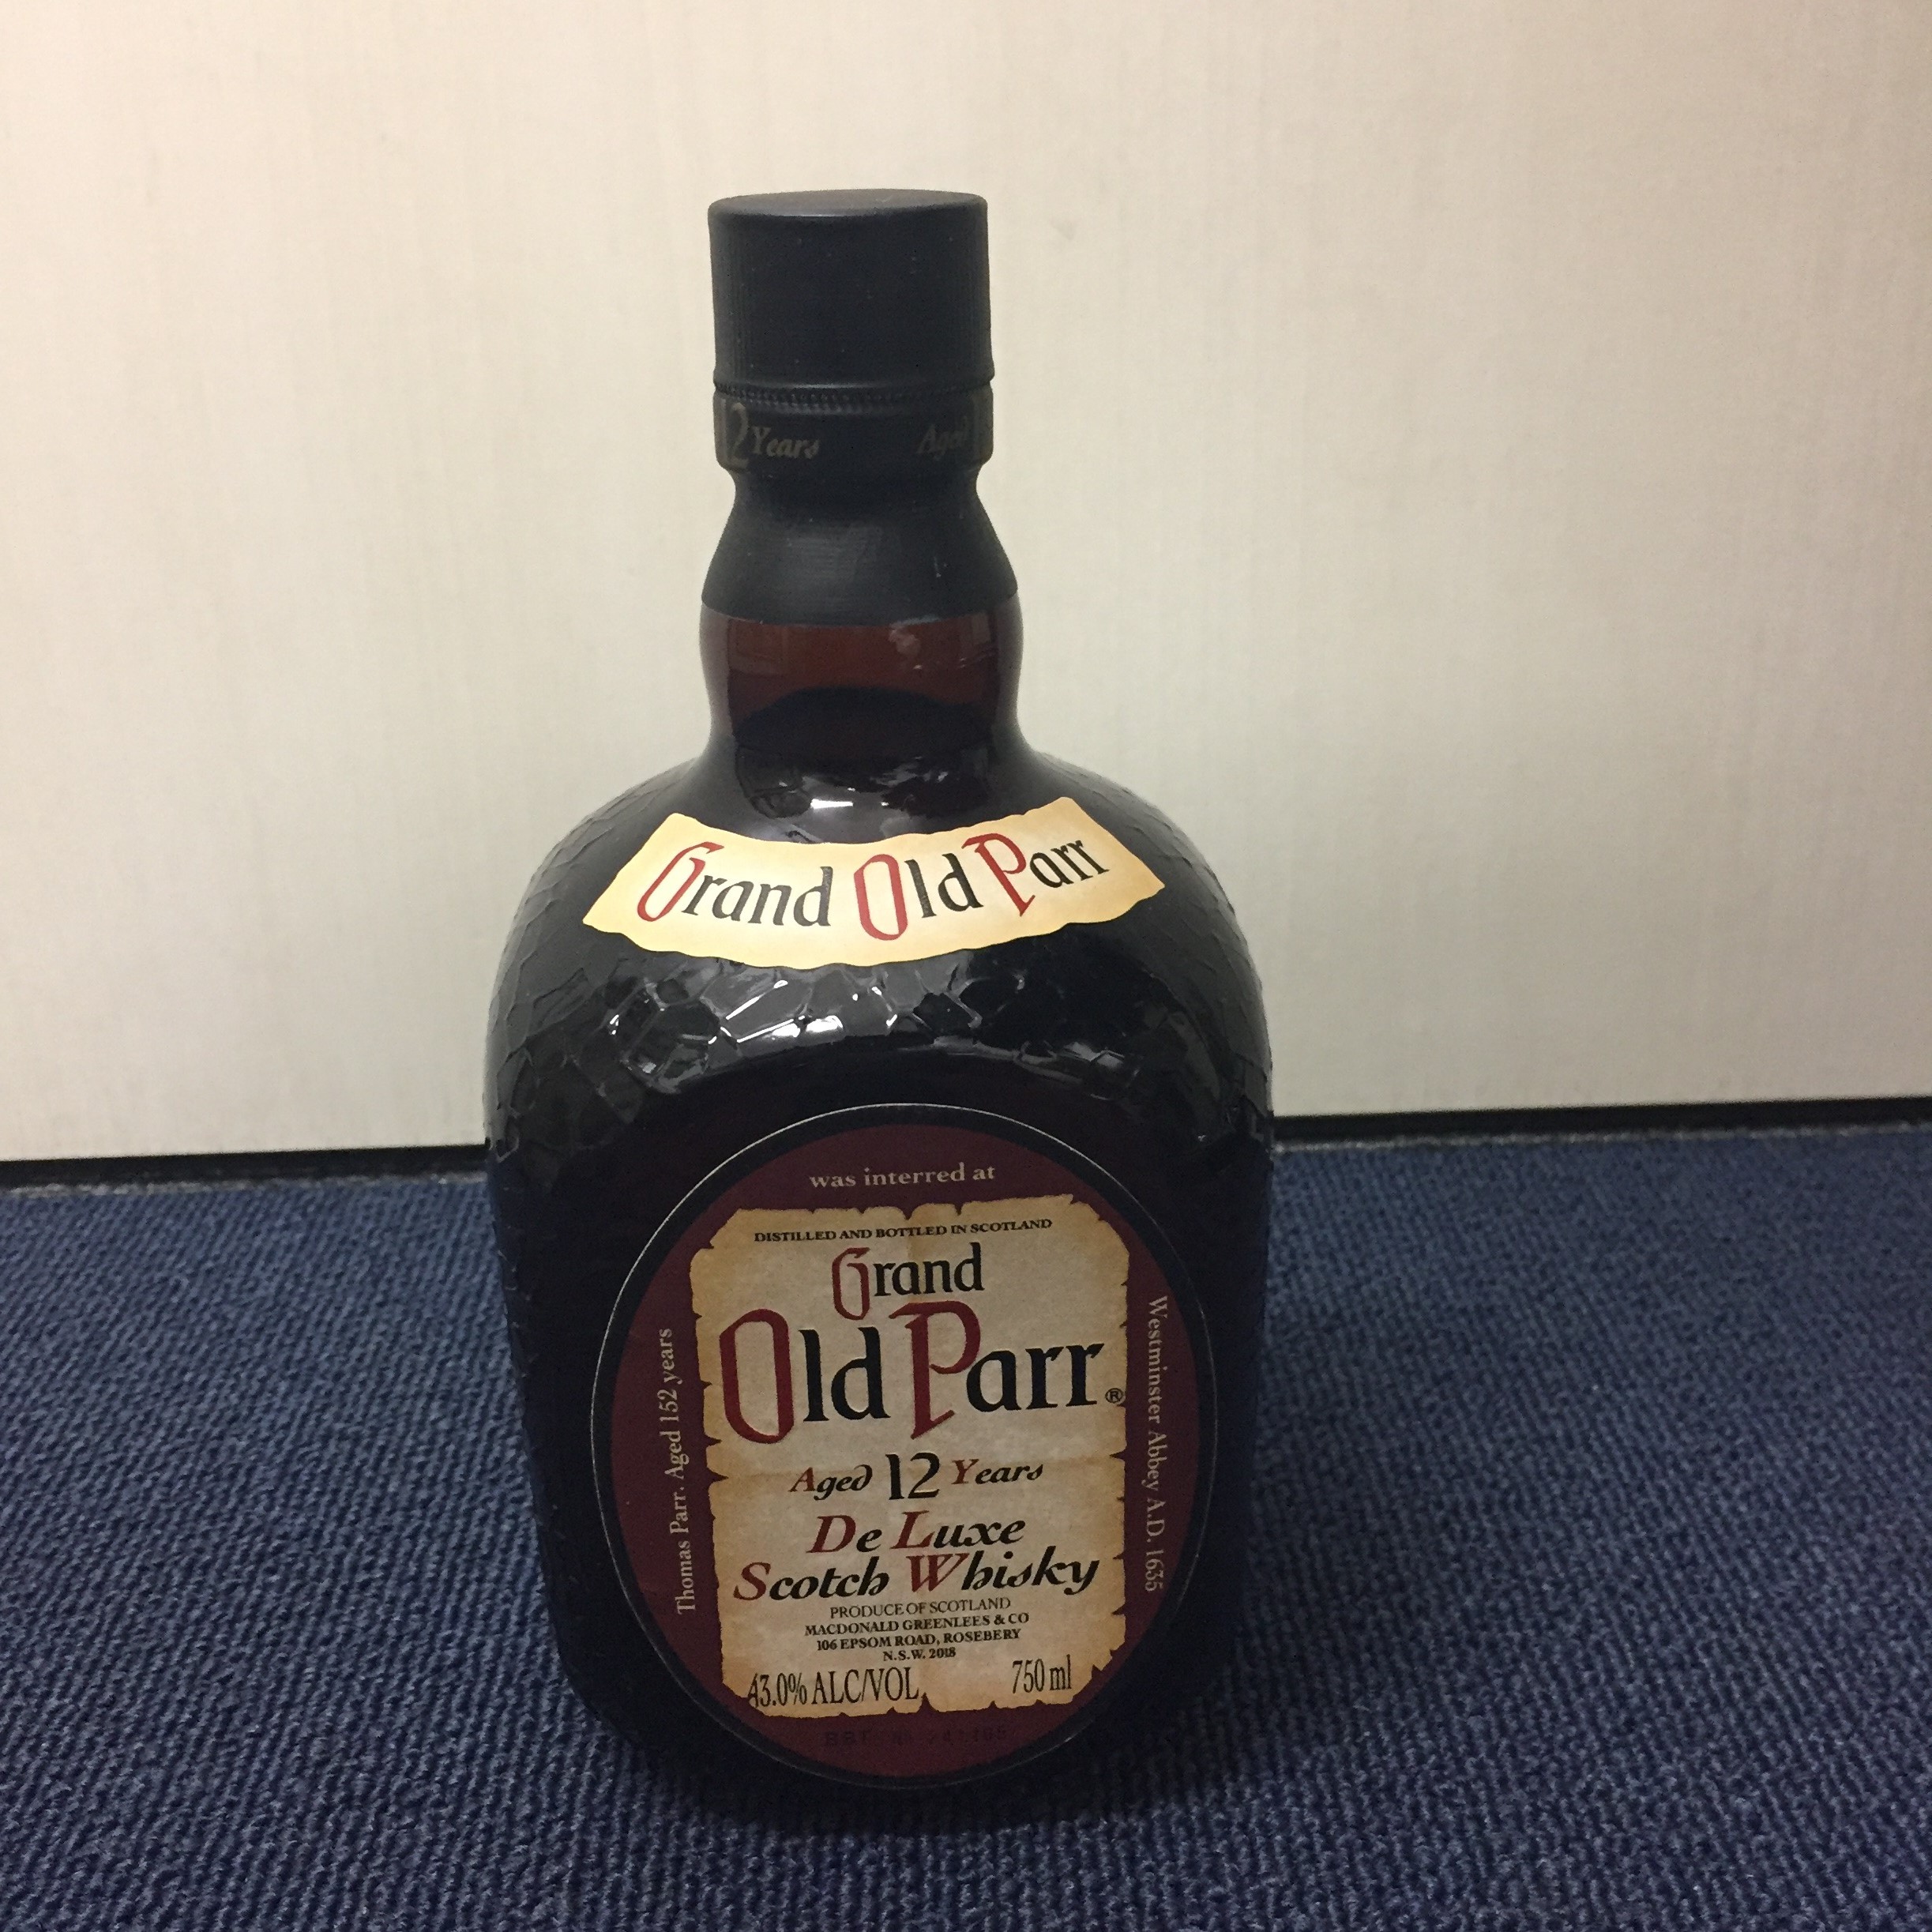 12 Years
Aged
Grand Old Parr
was interred at
Thomas Parr. Aged 152 years
Westminster Abbey A.D. 1635
DISTILLED AND BOTTLED IN SCOTLAND
Grand
Old Parr®
Aged 12 Years
De Luxe
Scotch Whisky
PRODUCE OF SCOTLAND
MACDONALD GREENLEES & CO
106 EPSOM ROAD, ROSEBERY
N.S.W. 2018
43.0% ALC/VOL 750 ml